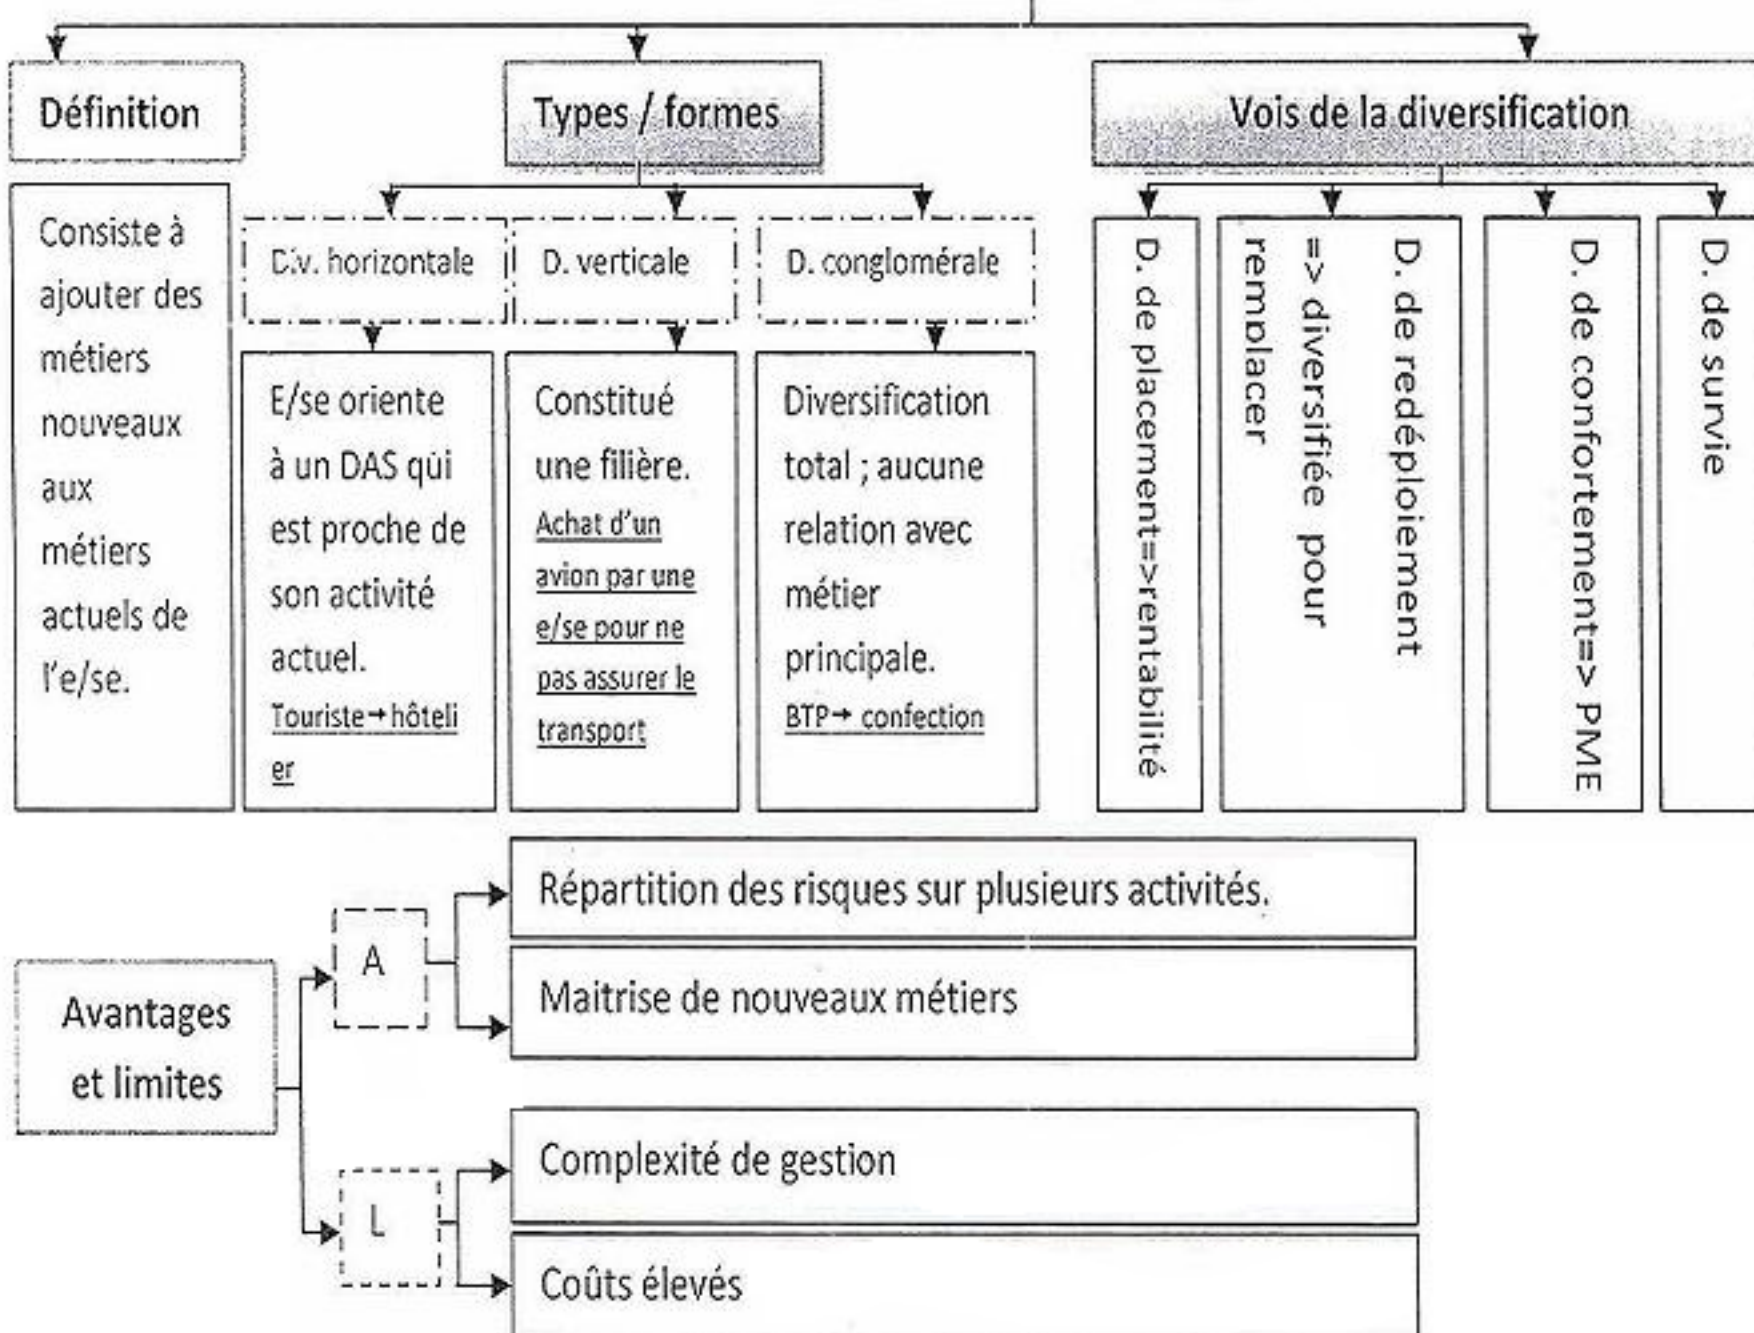 Définition
Types / formes
Vois de la diversification
Consiste à
ajouter des
métiers
nouveaux
aux
métiers
actuels de
l'e/se.
Div. horizontale
D. verticale
D. conglomérale
E/se oriente
à un DAS qui
est proche de
son activité
actuel.
Touriste→hôteli
er
Constitué
une filière.
Achat d'un
avion par une
e/se pour ne
pas assurer le
transport
Diversification
total ; aucune
relation avec
métier
principale.
BTP→ confection
D. de placement=>rentabilité
D. de redéploiement
=> diversifiée pour
remplacer
D. de confortement=> PME
D. de survie
Avantages
et limites
A
Répartition des risques sur plusieurs activités.
Maitrise de nouveaux métiers
L
Complexité de gestion
Coûts élevés